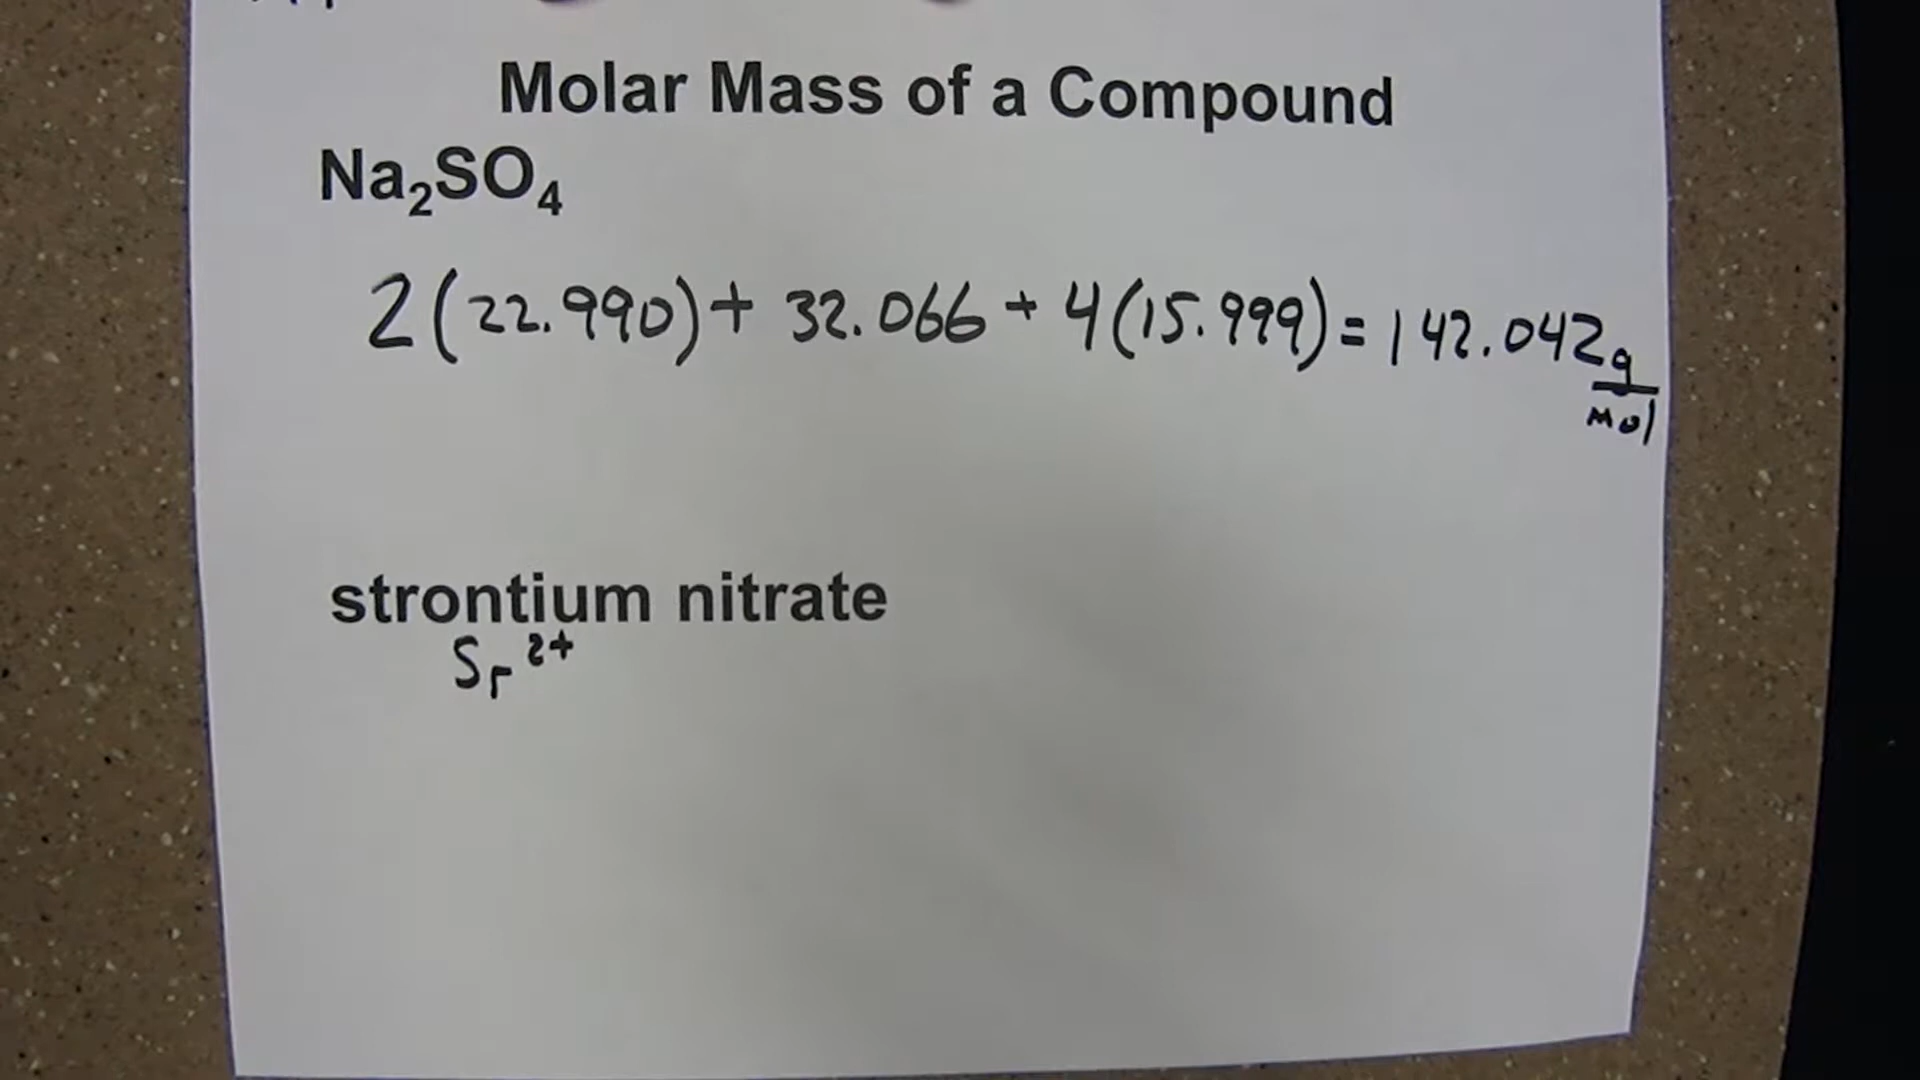 Molar Mass of a Compound
Na₂SO₄
2(22.990)+ 32.066 + 4(15.999)= 142.042 g/mol
strontium nitrate
Sr²⁺